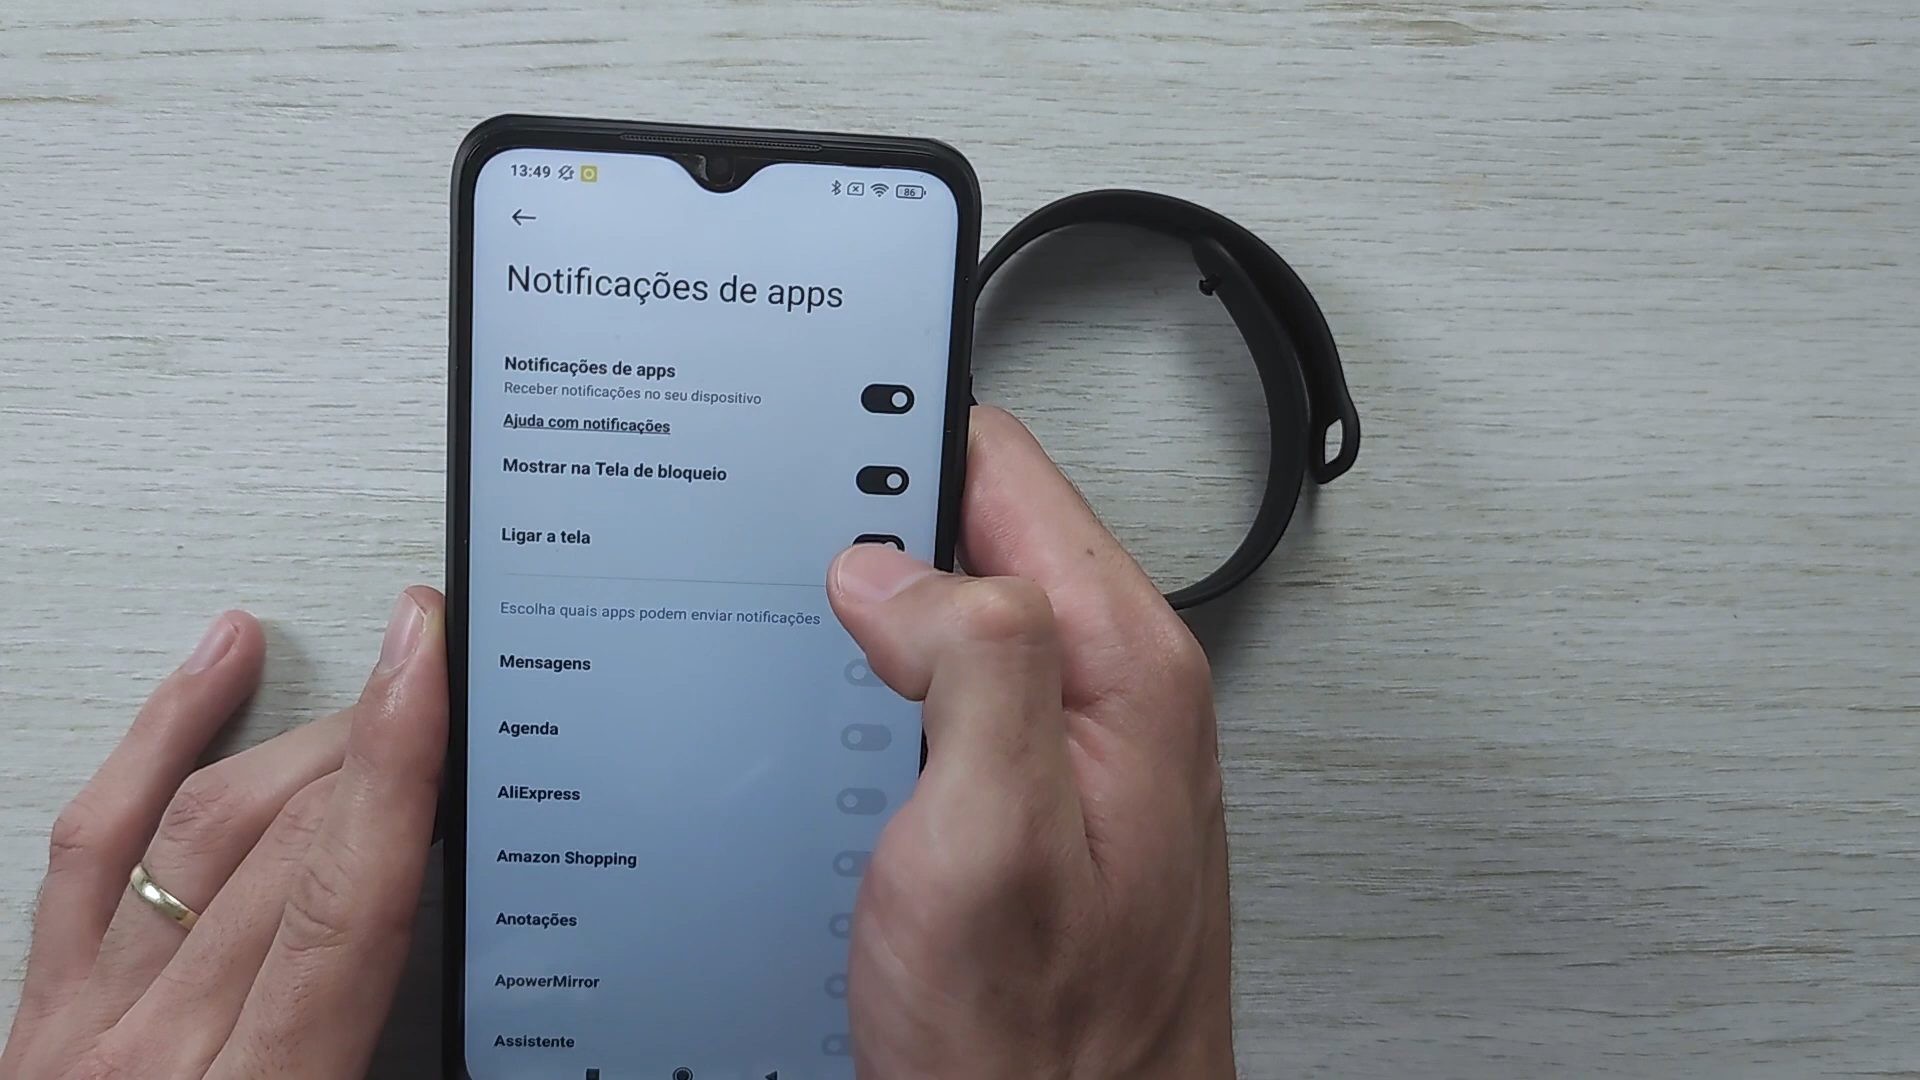 13:49
86
Notificações de apps
Notificações de apps
Receber notificações no seu dispositivo
Ajuda com notificações
Mostrar na Tela de bloqueio
Ligar a tela
Escolha quais apps podem enviar notificações
Mensagens
Agenda
AliExpress
Amazon Shopping
Anotações
ApowerMirror
Assistente